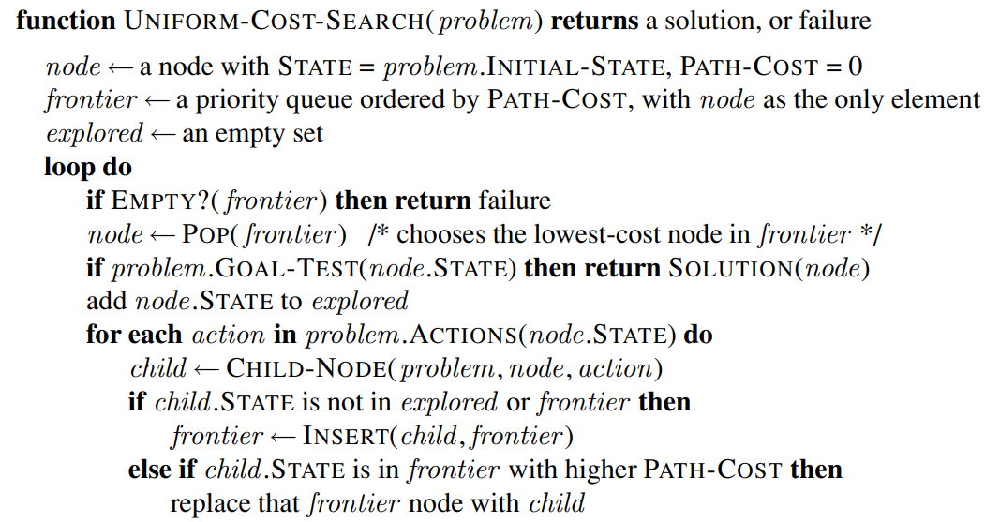 function UNIFORM-COST-SEARCH(problem) returns a solution, or failure
node ← a node with STATE = problem.INITIAL-STATE, PATH-COST = 0
frontier ← a priority queue ordered by PATH-COST, with node as the only element
explored ← an empty set
loop do
if EMPTY?(frontier) then return failure
node ← POP(frontier) /* chooses the lowest-cost node in frontier */
if problem.GOAL-TEST(node.STATE) then return SOLUTION(node)
add node.STATE to explored
for each action in problem.ACTIONS(node.STATE) do
child ← CHILD-NODE(problem, node, action)
if child.STATE is not in explored or frontier then
frontier ← INSERT(child, frontier)
else if child.STATE is in frontier with higher PATH-COST then
replace that frontier node with child